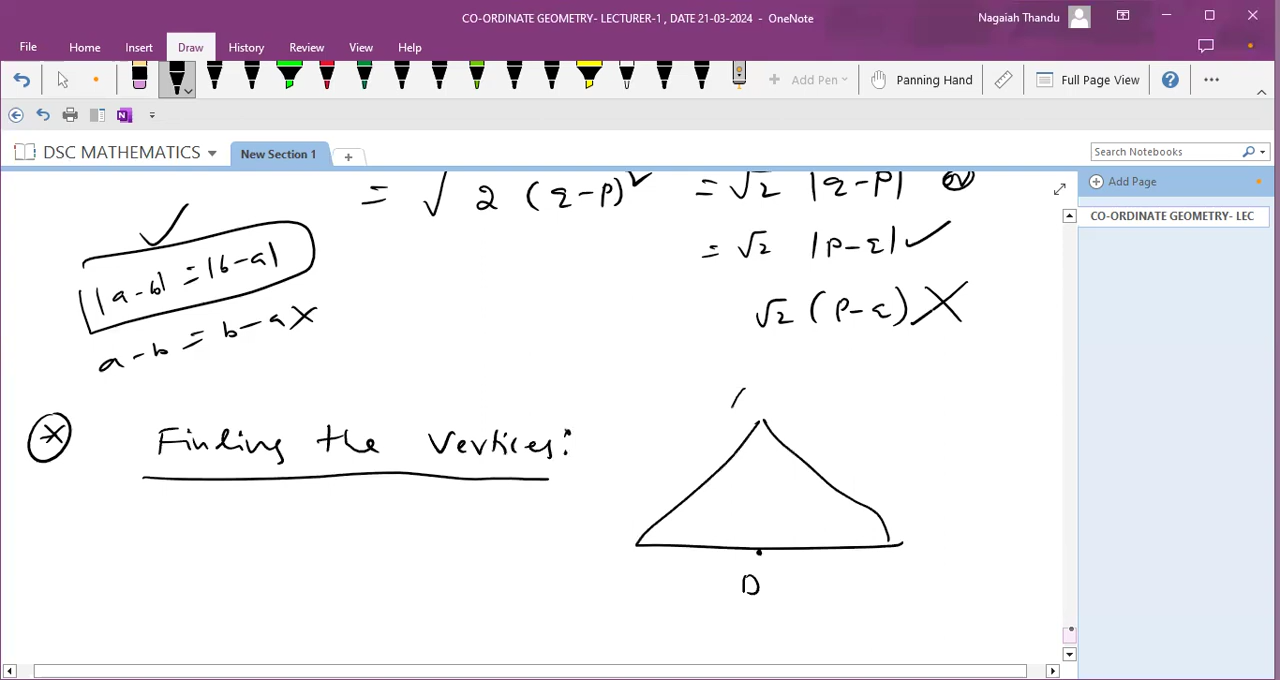 CO-ORDINATE GEOMETRY- LECTURER-1 , DATE 21-03-2024 - OneNote
Nagaiah Thandu
File Home Insert Draw History Review View Help
Add Pen Panning Hand Full Page View
DSC MATHEMATICS New Section 1
Search Notebooks
Add Page
CO-ORDINATE GEOMETRY- LEC
= √ 2 (q-p)² = √2 |q-p| or
= √2 |p-q| ✓
|a-b| = |b-a|
√2 (p-q) ✗
a-b = b-a ✗
Finding the Vertices:
D